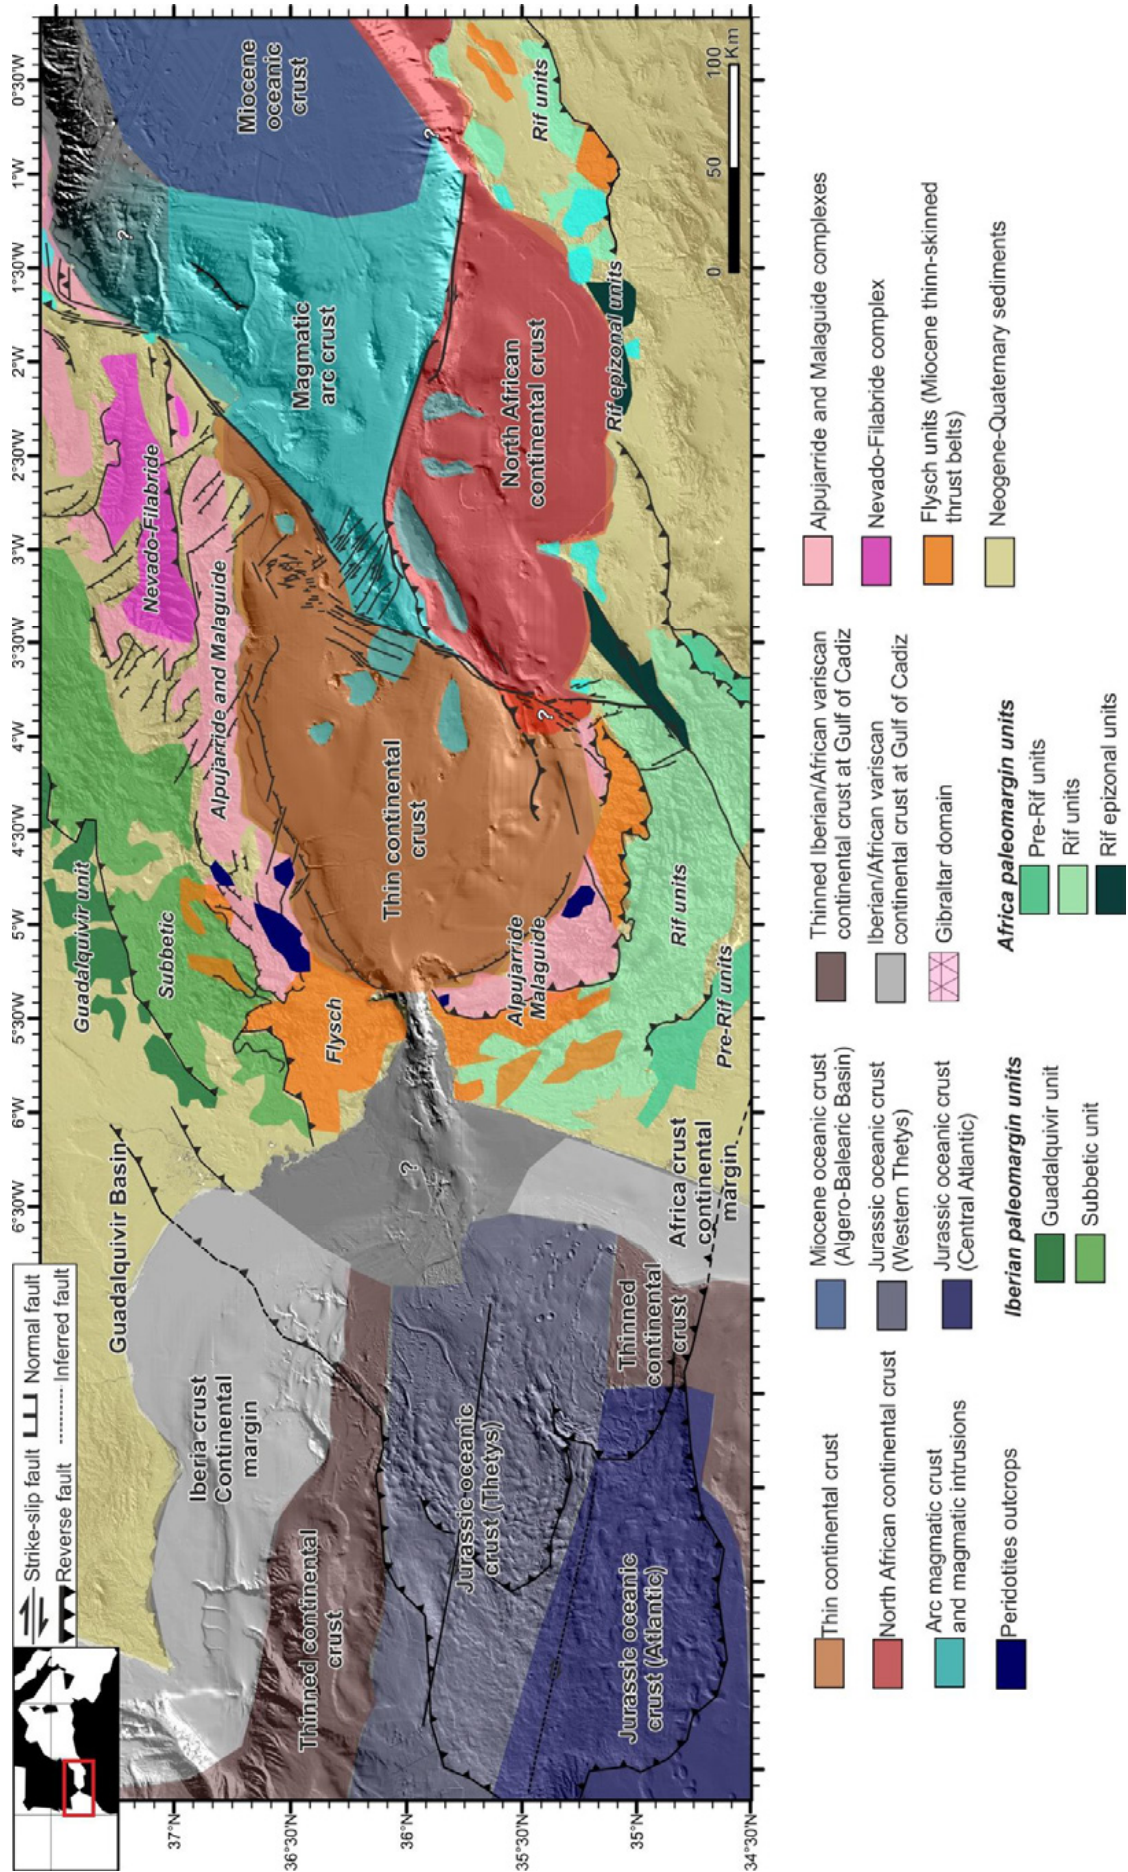 Strike-slip fault
Normal fault
Reverse fault
Inferred fault
0°30'W
1°W
1°30'W
2°W
2°30'W
3°W
3°30'W
4°W
4°30'W
5°W
5°30'W
6°W
6°30'W
37°N
36°30'N
36°N
35°30'N
35°N
34°30'N
Guadalquivir Basin
Iberia crust
Continental
margin
Thinned continental
crust
Jurassic oceanic
crust (Thetys)
Jurassic oceanic
crust (Atlantic)
Thinned
continental
crust
Africa crust
continental
margin
?
Guadalquivir unit
Subbetic
Flysch
Alpujarride and Malaguide
Nevado-Filabride
Thin continental
crust
Alpujarride
Malaguide
Rif units
Pre-Rif units
?
Magmatic
arc crust
?
Miocene
oceanic
crust
?
North African
continental crust
Rif epizonal units
Rif units
0
50
100
Km
Thin continental crust
North African continental crust
Arc magmatic crust
and magmatic intrusions
Peridotites outcrops
Miocene oceanic crust
(Algero-Balearic Basin)
Jurassic oceanic crust
(Western Thetys)
Jurassic oceanic crust
(Central Atlantic)
Iberian paleomargin units
Guadalquivir unit
Subbetic unit
Thinned Iberian/African variscan
continental crust at Gulf of Cadiz
Iberian/African variscan
continental crust at Gulf of Cadiz
Gibraltar domain
Africa paleomargin units
Pre-Rif units
Rif units
Rif epizonal units
Alpujarride and Malaguide complexes
Nevado-Filabride complex
Flysch units (Miocene thinn-skinned
thrust belts)
Neogene-Quaternary sediments